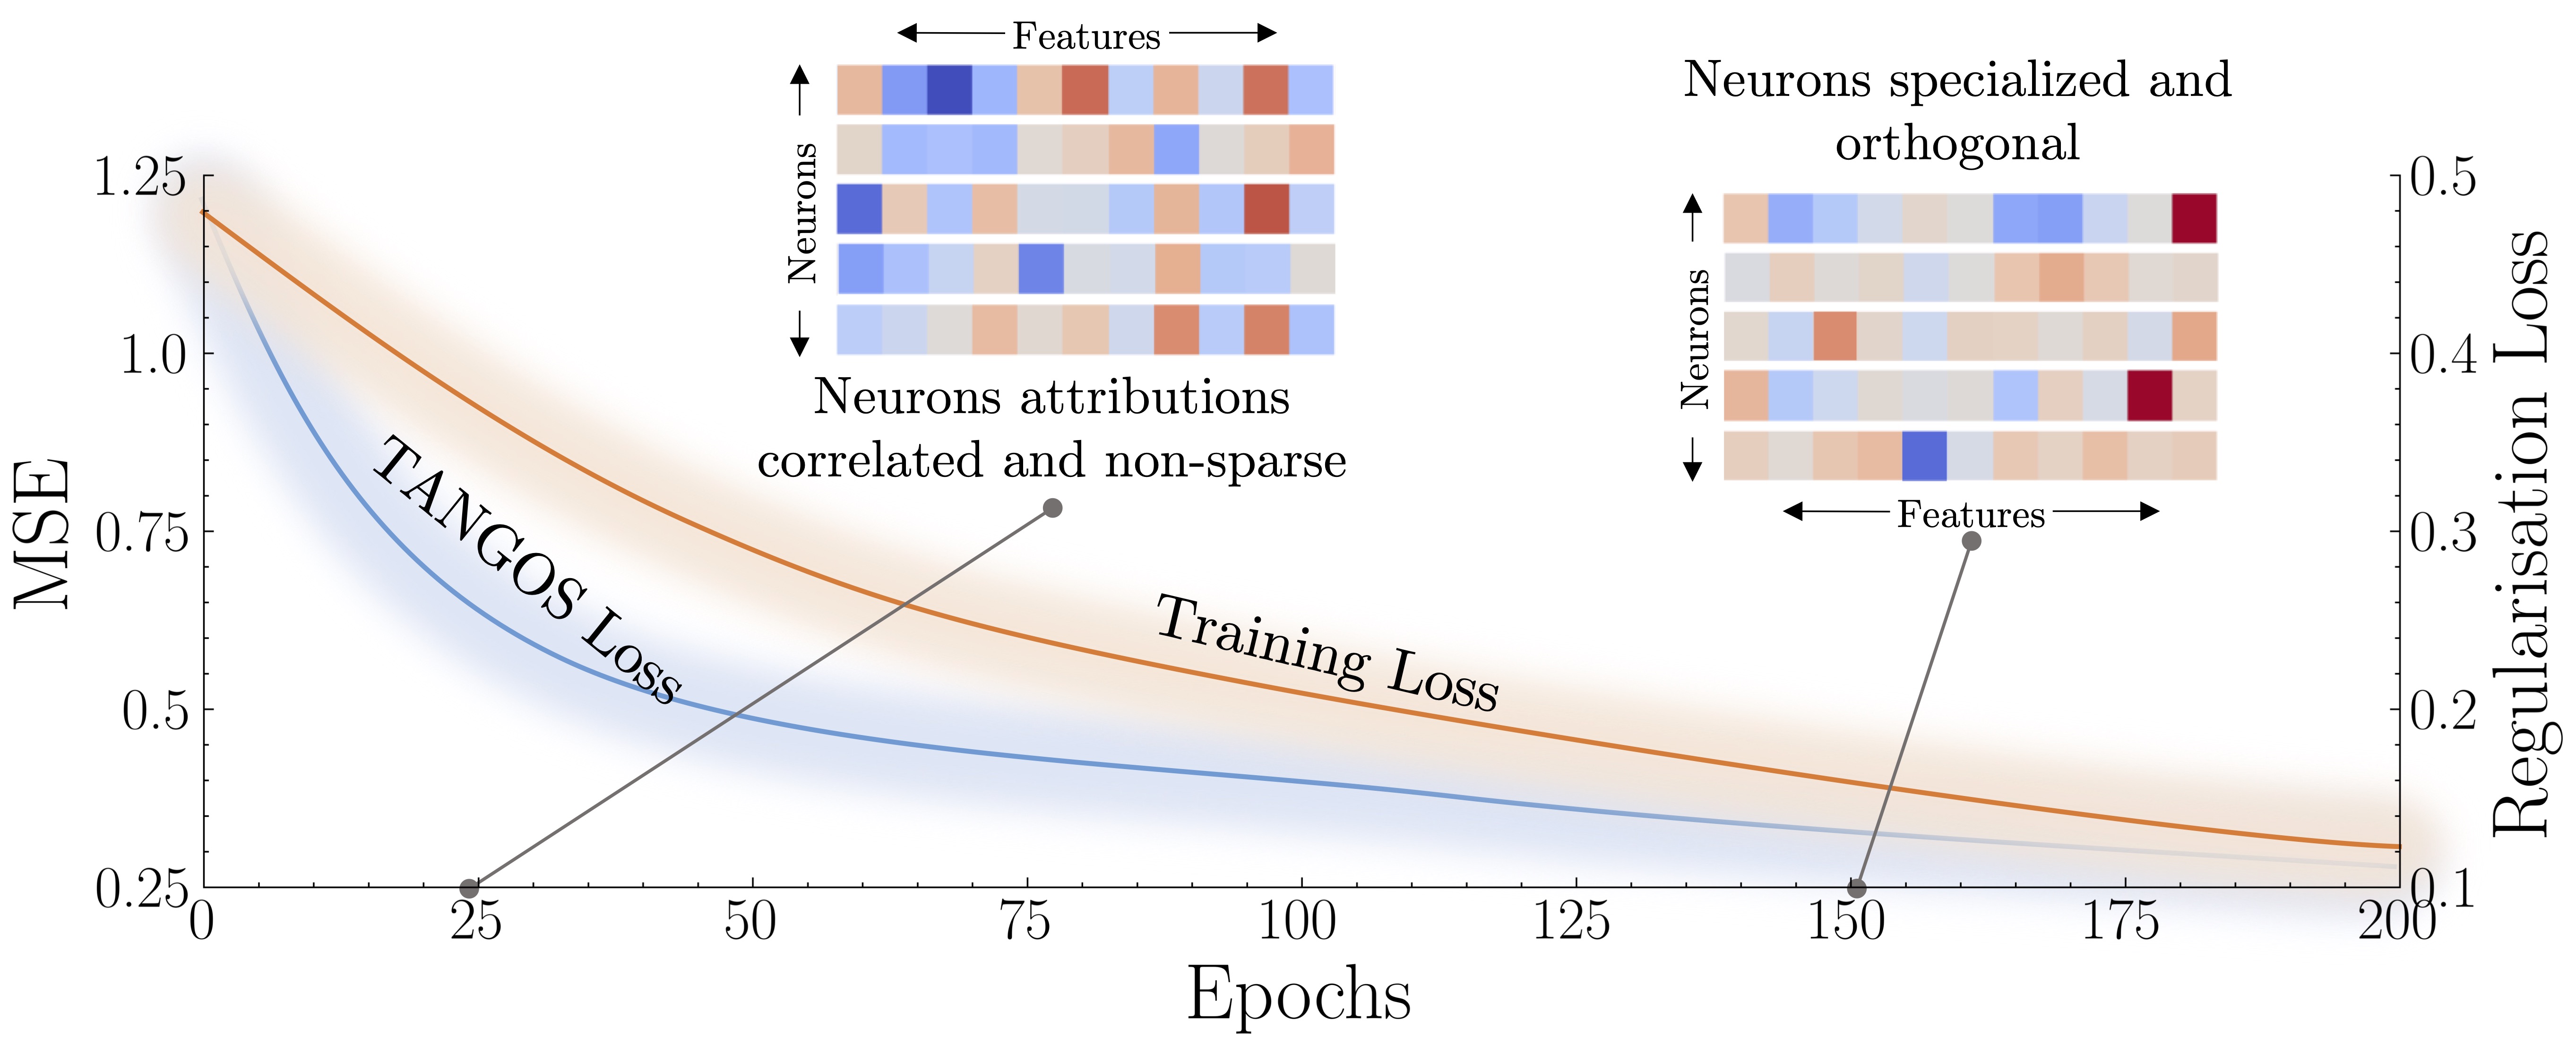 Features
Neurons
Neurons attributions
correlated and non-sparse
Neurons specialized and
orthogonal
Neurons
Features
MSE
1.25
1.0
0.75
0.5
0.25
TANGOS Loss
Training Loss
0.5
0.4
0.3
0.2
0.1
Regularisation Loss
0 25 50 75 100 125 150 175 200
Epochs